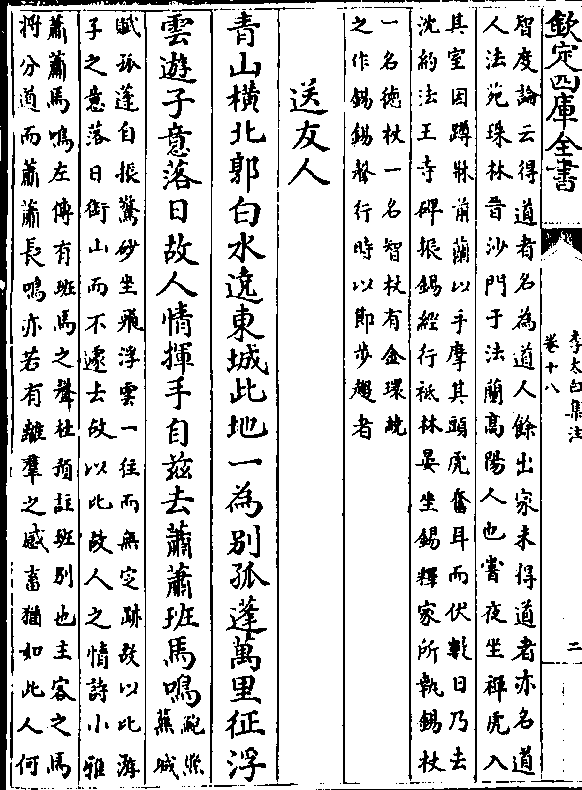 欽定四庫全書
李太白集注
卷十八
二
智度論云得道者名為道人餘出家未得道者亦名道
人法苑珠林晉沙門于法蘭高陽人也嘗夜坐禪虎入
其室因蹲牀前蘭以手摩其頭虎奮耳而伏數日乃去
沈約法王寺碑振錫經行祗林晏坐錫釋家所執錫杖
一名徳杖一名智杖有金環繞
之作錫錫聲行時以節步趨者
送友人
青山橫北郭白水遶東城此地一為别孤蓬萬里征浮
雲遊子意落日故人情揮手自兹去蕭蕭班馬鳴
鮑照蕪城
賦孤蓬自振驚砂坐飛浮雲一往而無定跡故以此游
子之意落日銜山而不遽去故以比故人之情詩小雅
蕭蕭馬鳴左傳有班馬之聲杜預註班别也主客之馬
將分道而蕭蕭長鳴亦若有離羣之感畜猶如此人何